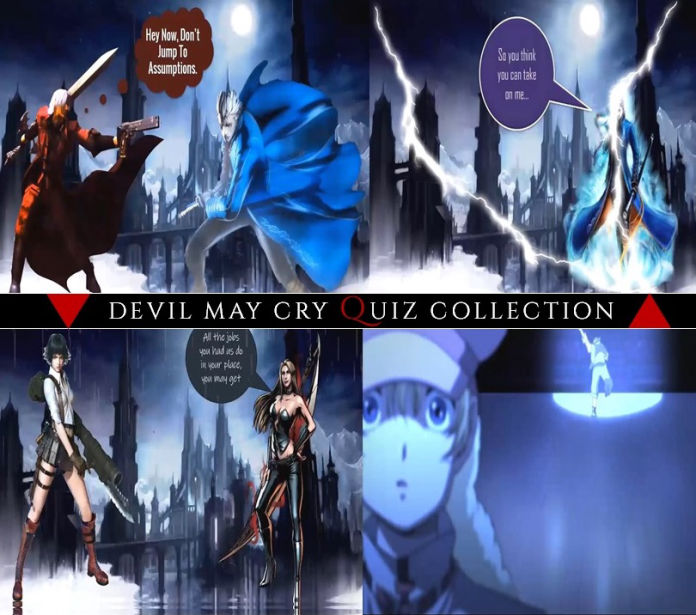 Hey Now, Don't
Jump To
Assumptions.
So you think
you can take
on me...
DEVIL MAY CRY QUIZ COLLECTION
All the jobs
you had us do
in your place,
you may get